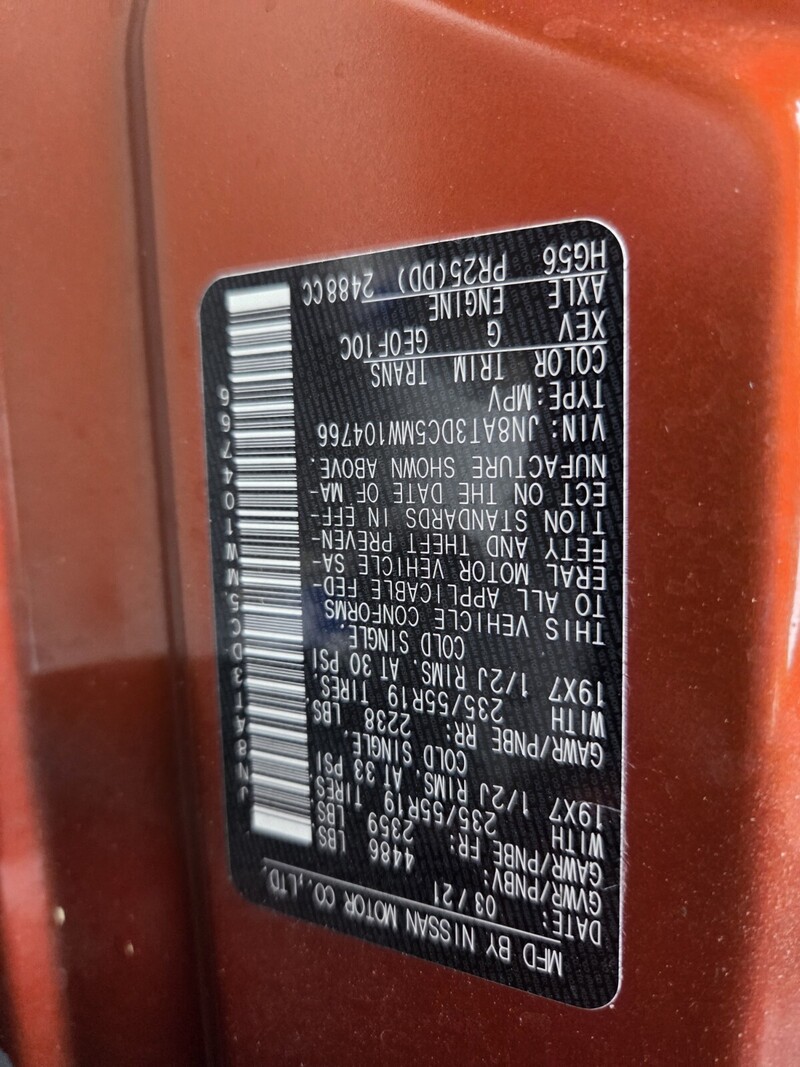 MFD BY NISSAN MOTOR CO.,LTD.
DATE: 03/21
GVWR/PNBV: 4486 LBS
GAWR/PNBE FR: 2359 LBS
WITH 235/55R19 TIRES.
19X7 1/2J RIMS. AT 33 PSI
COLD SINGLE.
GAWR/PNBE RR: 2238 LBS.
WITH 235/55R19 TIRES.
19X7 1/2J RIMS. AT 30 PSI
COLD SINGLE.
THIS VEHICLE CONFORMS
TO ALL APPLICABLE FED-
ERAL MOTOR VEHICLE SA-
FETY AND THEFT PREVEN-
TION STANDARDS IN EFF-
ECT ON THE DATE OF MA-
NUFACTURE SHOWN ABOVE.
VIN: JN8AT3DC5MW104766
TYPE:MPV
COLOR TRIM TRANS
XEV G GEOF10C
AXLE ENGINE
HG56 PR25(DD) 2488CC
JN8AT3DC5MW104766